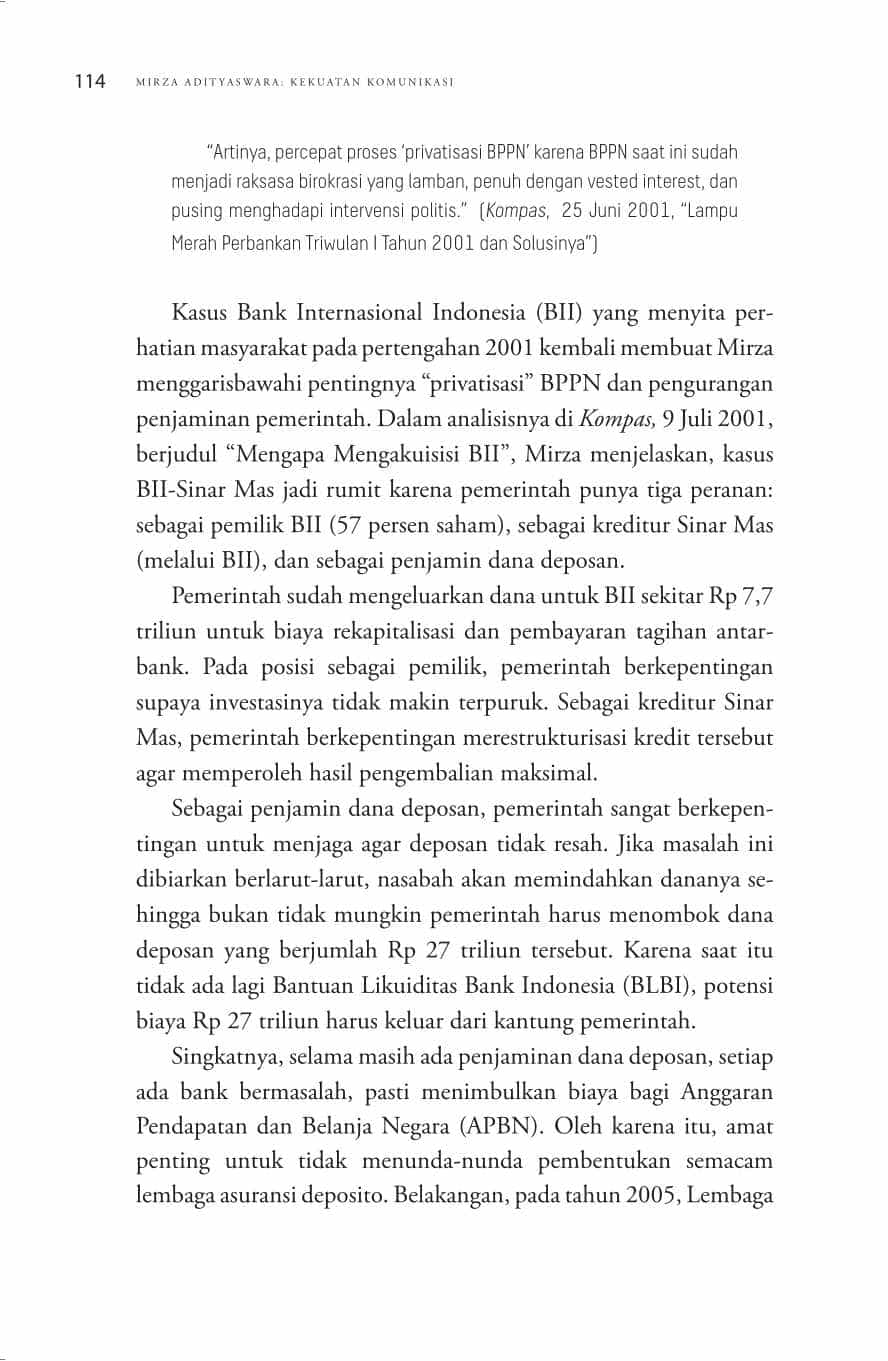 114 MIRZA ADITYASWARA: KEKUATAN KOMUNIKASI
“Artinya, percepat proses ‘privatisasi BPPN’ karena BPPN saat ini sudah
menjadi raksasa birokrasi yang lamban, penuh dengan vested interest, dan
pusing menghadapi intervensi politis.” (Kompas, 25 Juni 2001, “Lampu
Merah Perbankan Triwulan I Tahun 2001 dan Solusinya”)
Kasus Bank Internasional Indonesia (BII) yang menyita per-
hatian masyarakat pada pertengahan 2001 kembali membuat Mirza
menggarisbawahi pentingnya “privatisasi” BPPN dan pengurangan
penjaminan pemerintah. Dalam analisisnya di Kompas, 9 Juli 2001,
berjudul “Mengapa Mengakuisisi BII”, Mirza menjelaskan, kasus
BII-Sinar Mas jadi rumit karena pemerintah punya tiga peranan:
sebagai pemilik BII (57 persen saham), sebagai kreditur Sinar Mas
(melalui BII), dan sebagai penjamin dana deposan.
Pemerintah sudah mengeluarkan dana untuk BII sekitar Rp 7,7
triliun untuk biaya rekapitalisasi dan pembayaran tagihan antar-
bank. Pada posisi sebagai pemilik, pemerintah berkepentingan
supaya investasinya tidak makin terpuruk. Sebagai kreditur Sinar
Mas, pemerintah berkepentingan merestrukturisasi kredit tersebut
agar memperoleh hasil pengembalian maksimal.
Sebagai penjamin dana deposan, pemerintah sangat berkepen-
tingan untuk menjaga agar deposan tidak resah. Jika masalah ini
dibiarkan berlarut-larut, nasabah akan memindahkan dananya se-
hingga bukan tidak mungkin pemerintah harus menombok dana
deposan yang berjumlah Rp 27 triliun tersebut. Karena saat itu
tidak ada lagi Bantuan Likuiditas Bank Indonesia (BLBI), potensi
biaya Rp 27 triliun harus keluar dari kantung pemerintah.
Singkatnya, selama masih ada penjaminan dana deposan, setiap
ada bank bermasalah, pasti menimbulkan biaya bagi Anggaran
Pendapatan dan Belanja Negara (APBN). Oleh karena itu, amat
penting untuk tidak menunda-nunda pembentukan semacam
lembaga asuransi deposito. Belakangan, pada tahun 2005, Lembaga